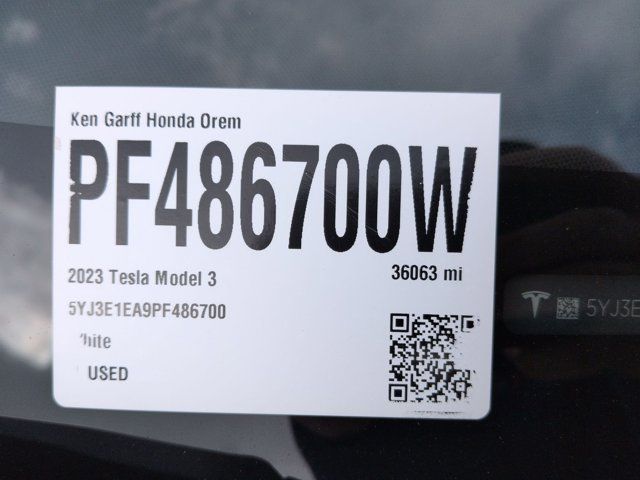 Ken Garff Honda Orem
PF486700W
2023 Tesla Model 3
36063 mi
5YJ3E1EA9PF486700
hite
USED
5YJ3E